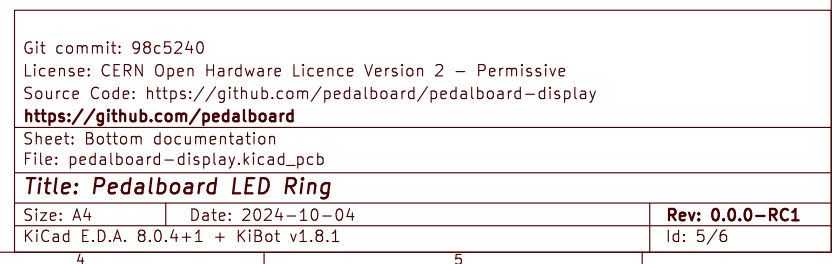 Git commit: 98c5240
License: CERN Open Hardware Licence Version 2 – Permissive
Source Code: https://github.com/pedalboard/pedalboard-display
https://github.com/pedalboard
Sheet: Bottom documentation
File: pedalboard-display.kicad_pcb
Title: Pedalboard LED Ring
Size: A4 Date: 2024-10-04 Rev: 0.0.0-RC1
KiCad E.D.A. 8.0.4+1 + KiBot v1.8.1 Id: 5/6
4 5